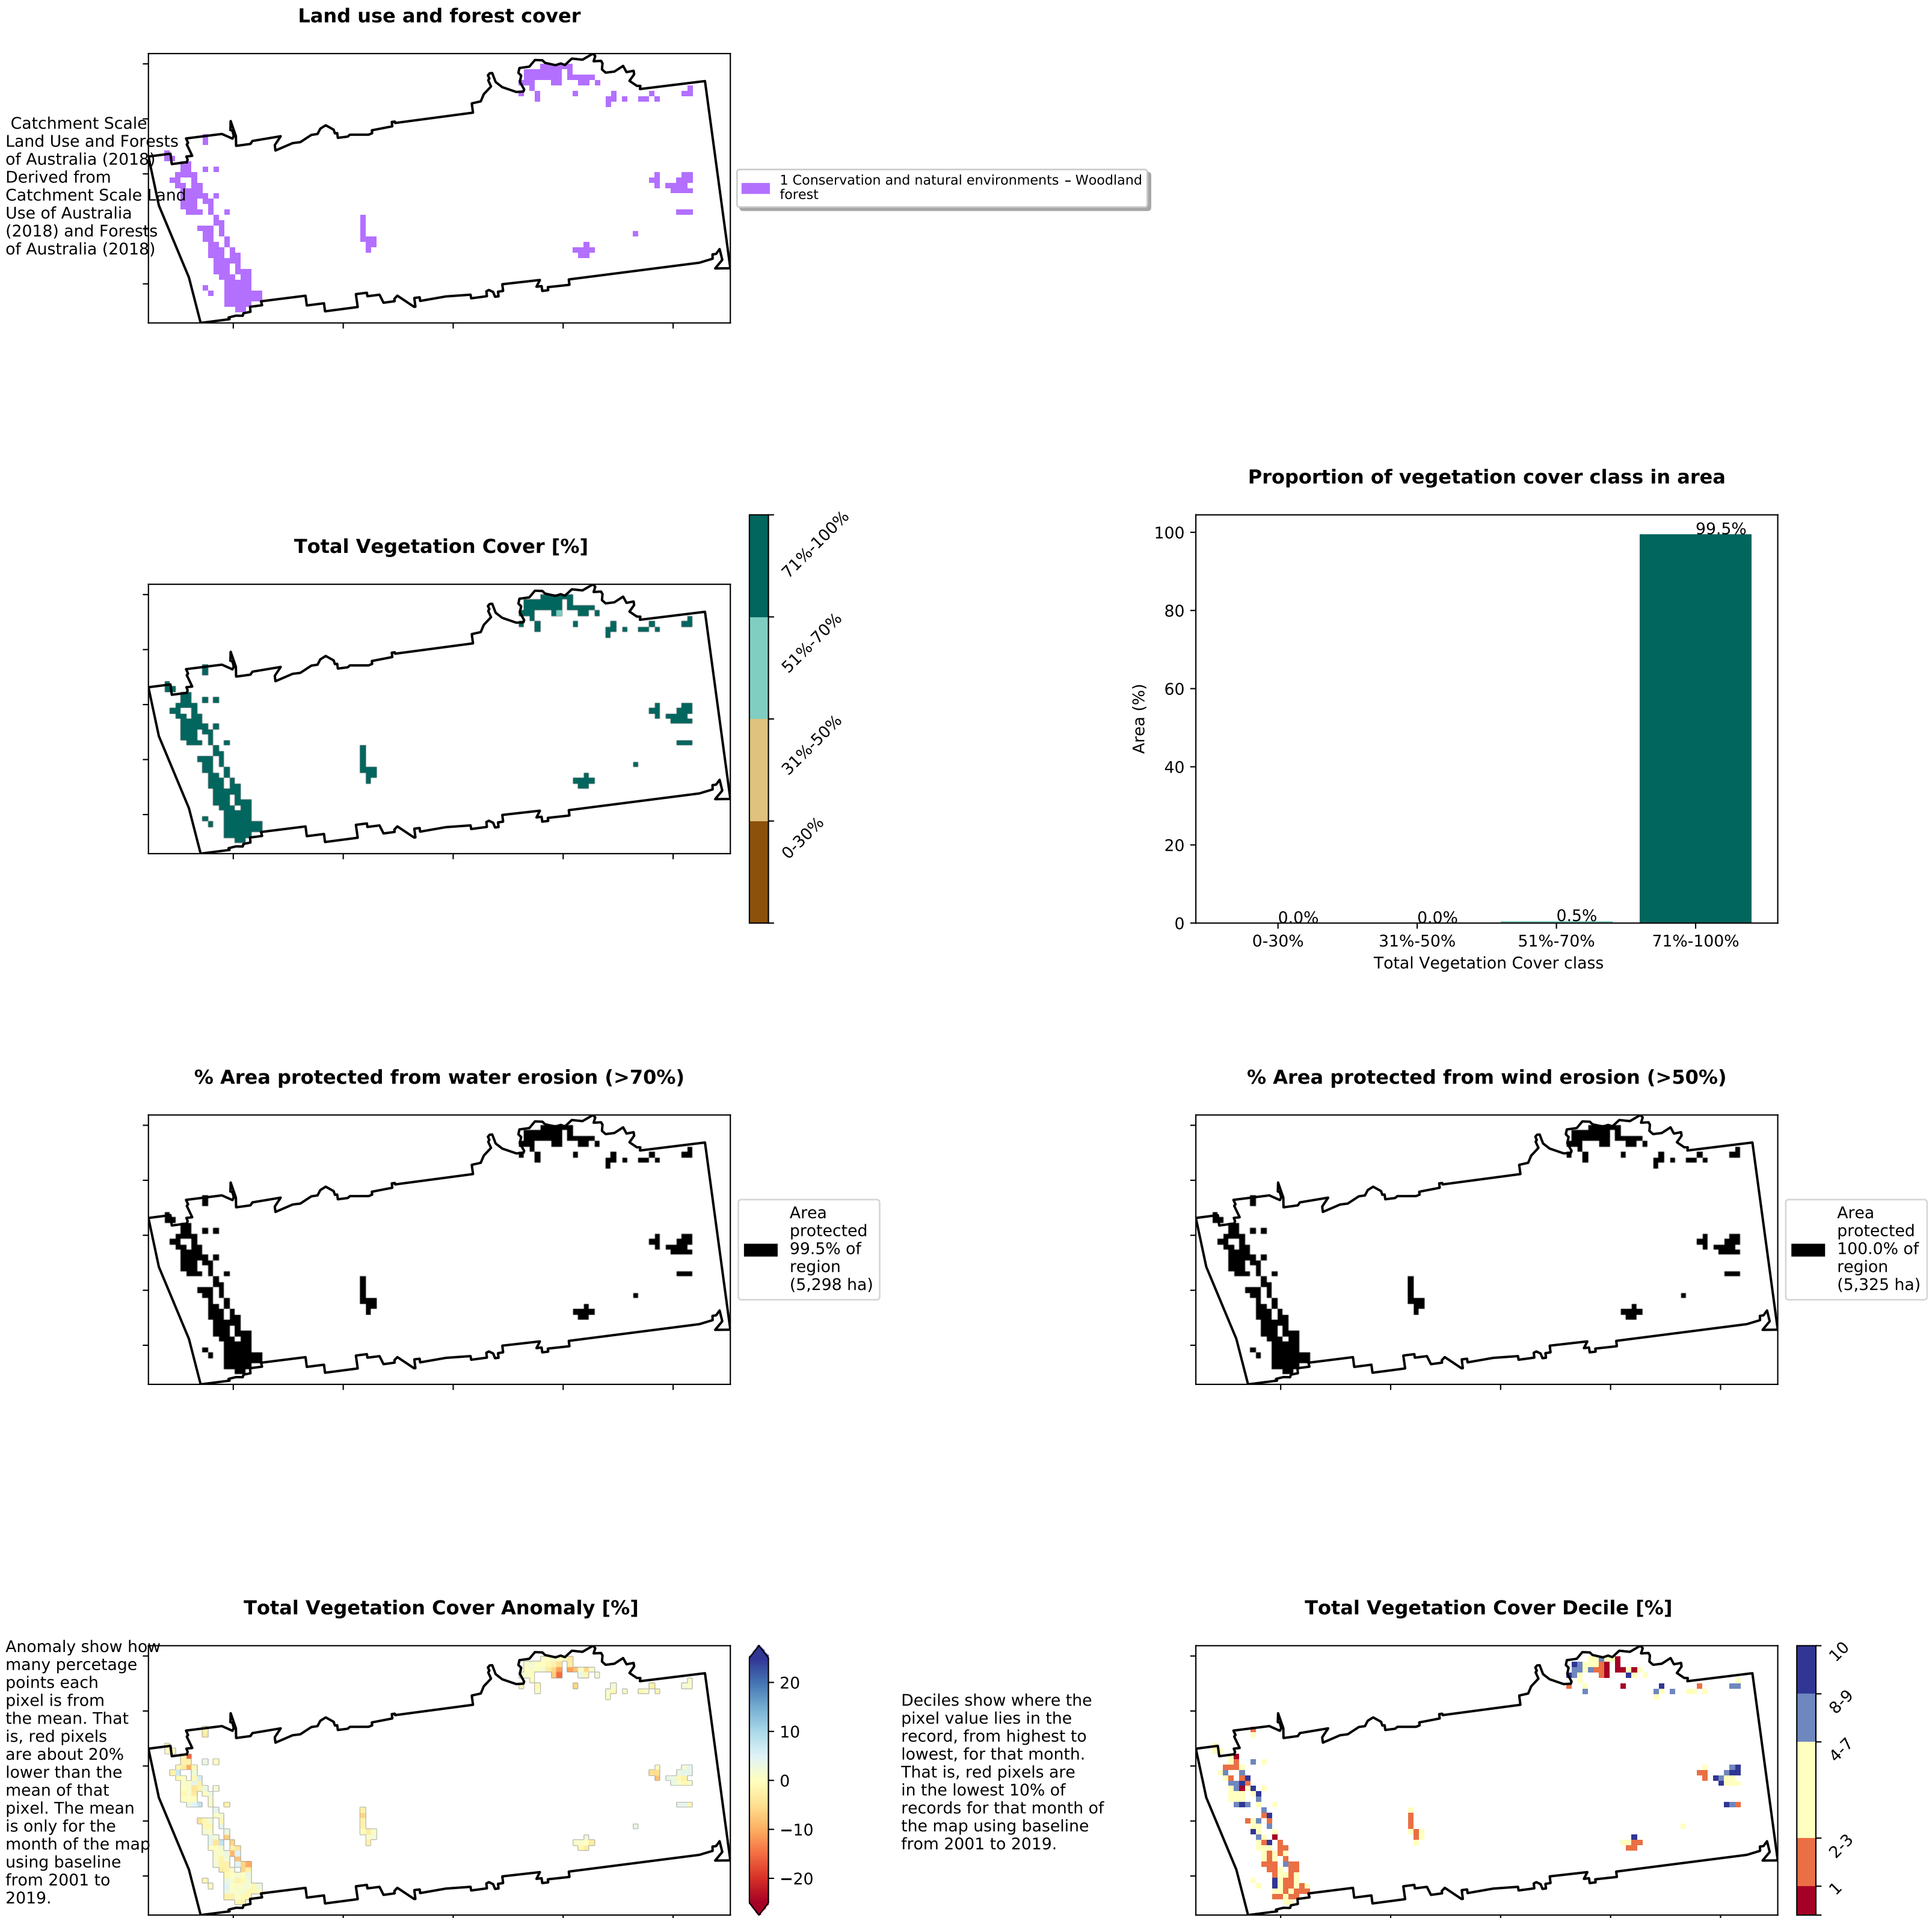 Land use and forest cover
Catchment Scale
Land Use and Forests
of Australia (2018)
Derived from
Catchment Scale Land
Use of Australia
(2018) and Forests
of Australia (2018)
1 Conservation and natural environments – Woodland
forest
Total Vegetation Cover [%]
71%-100%
51%-70%
31%-50%
0-30%
Proportion of vegetation cover class in area
Area (%)
100
80
60
40
20
0
0.0%
0.0%
0.5%
99.5%
0-30%
31%-50%
51%-70%
71%-100%
Total Vegetation Cover class
% Area protected from water erosion (>70%)
Area
protected
99.5% of
region
(5,298 ha)
% Area protected from wind erosion (>50%)
Area
protected
100.0% of
region
(5,325 ha)
Total Vegetation Cover Anomaly [%]
Anomaly show how
many percetage
points each
pixel is from
the mean. That
is, red pixels
are about 20%
lower than the
mean of that
pixel. The mean
is only for the
month of the map
using baseline
from 2001 to
2019.
20
10
0
−10
−20
Total Vegetation Cover Decile [%]
Deciles show where the
pixel value lies in the
record, from highest to
lowest, for that month.
That is, red pixels are
in the lowest 10% of
records for that month of
the map using baseline
from 2001 to 2019.
10
8-9
4-7
2-3
1